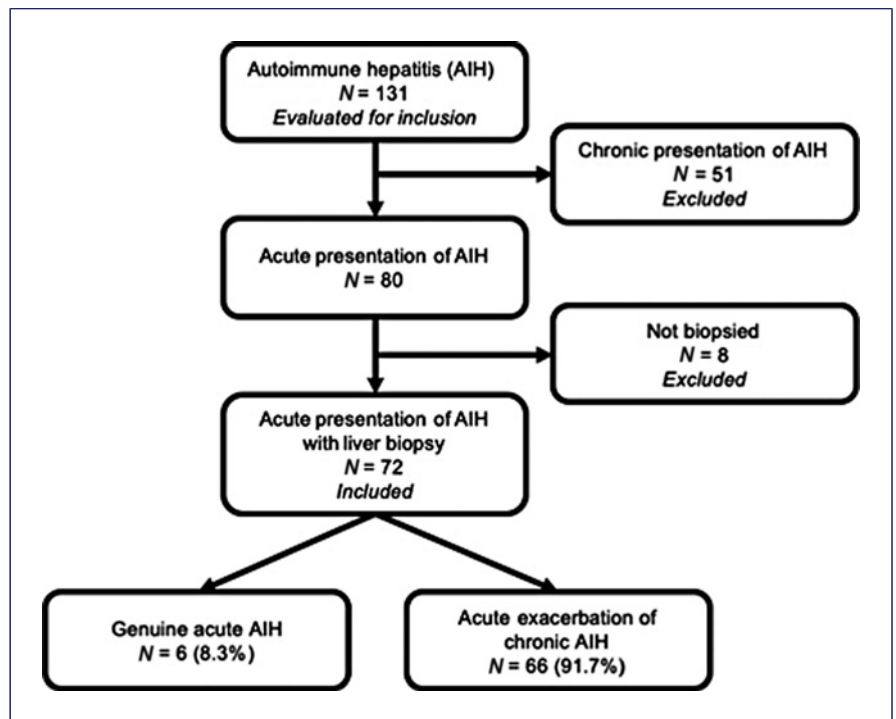 Autoimmune hepatitis (AIH)
N = 131
Evaluated for inclusion
Chronic presentation of AIH
N = 51
Excluded
Acute presentation of AIH
N = 80
Not biopsied
N = 8
Excluded
Acute presentation of AIH
with liver biopsy
N = 72
Included
Genuine acute AIH
N = 6 (8.3%)
Acute exacerbation of
chronic AIH
N = 66 (91.7%)